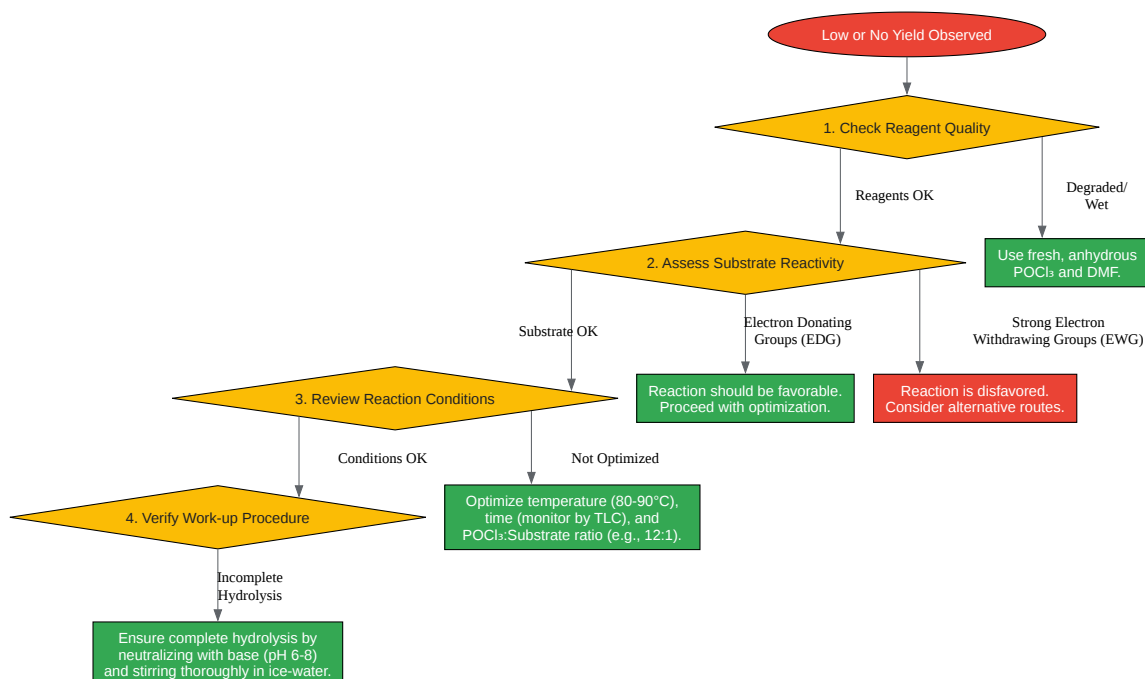 Low or No Yield Observed
1. Check Reagent Quality
Reagents OK
Degraded/
Wet
2. Assess Substrate Reactivity
Use fresh, anhydrous
POCl₃ and DMF.
Substrate OK
Electron Donating
Groups (EDG)
Strong Electron
Withdrawing Groups (EWG)
3. Review Reaction Conditions
Reaction should be favorable.
Proceed with optimization.
Reaction is disfavored.
Consider alternative routes.
Conditions OK
Not Optimized
4. Verify Work-up Procedure
Optimize temperature (80-90°C),
time (monitor by TLC), and
POCl₃:Substrate ratio (e.g., 12:1).
Incomplete
Hydrolysis
Ensure complete hydrolysis by
neutralizing with base (pH 6-8)
and stirring thoroughly in ice-water.